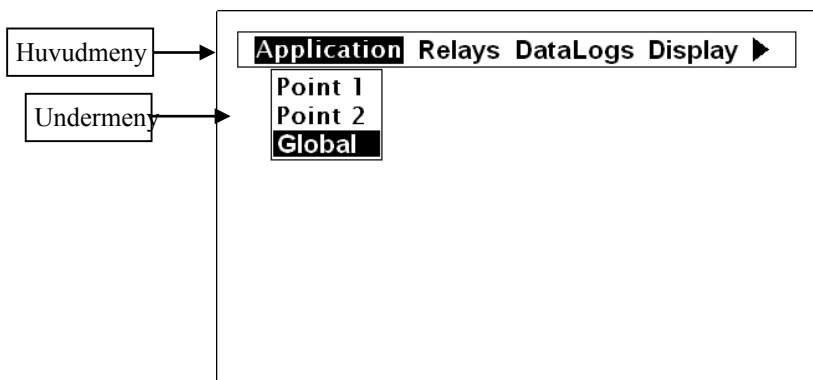 Huvudmeny
Application Relays DataLogs Display
Undermeny
Point 1
Point 2
Global